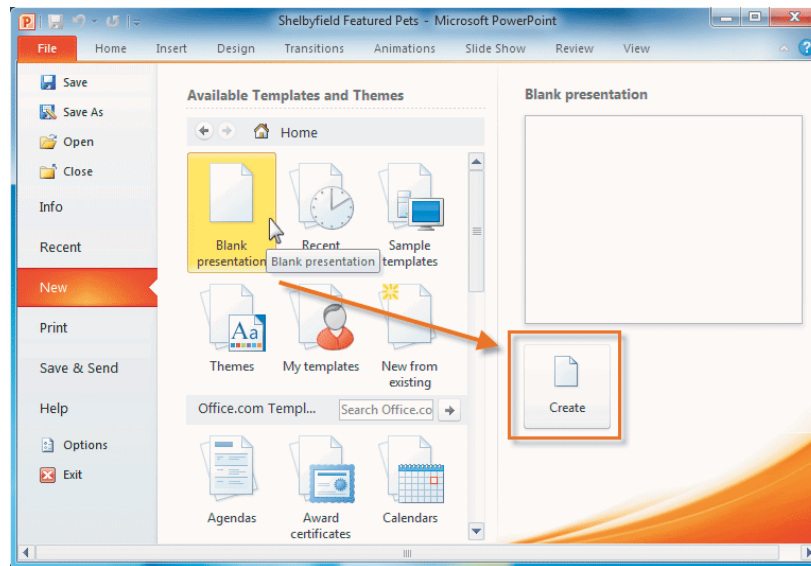 Shelbyfield Featured Pets - Microsoft PowerPoint
File Home Insert Design Transitions Animations Slide Show Review View
Save
Save As
Open
Close
Info
Recent
New
Print
Save & Send
Help
Options
Exit
Available Templates and Themes
Home
Blank presentation
Recent
Sample templates
Blank presentation
Themes
My templates
New from existing
Office.com Templ...
Search Office.co
Agendas
Award certificates
Calendars
Blank presentation
Create